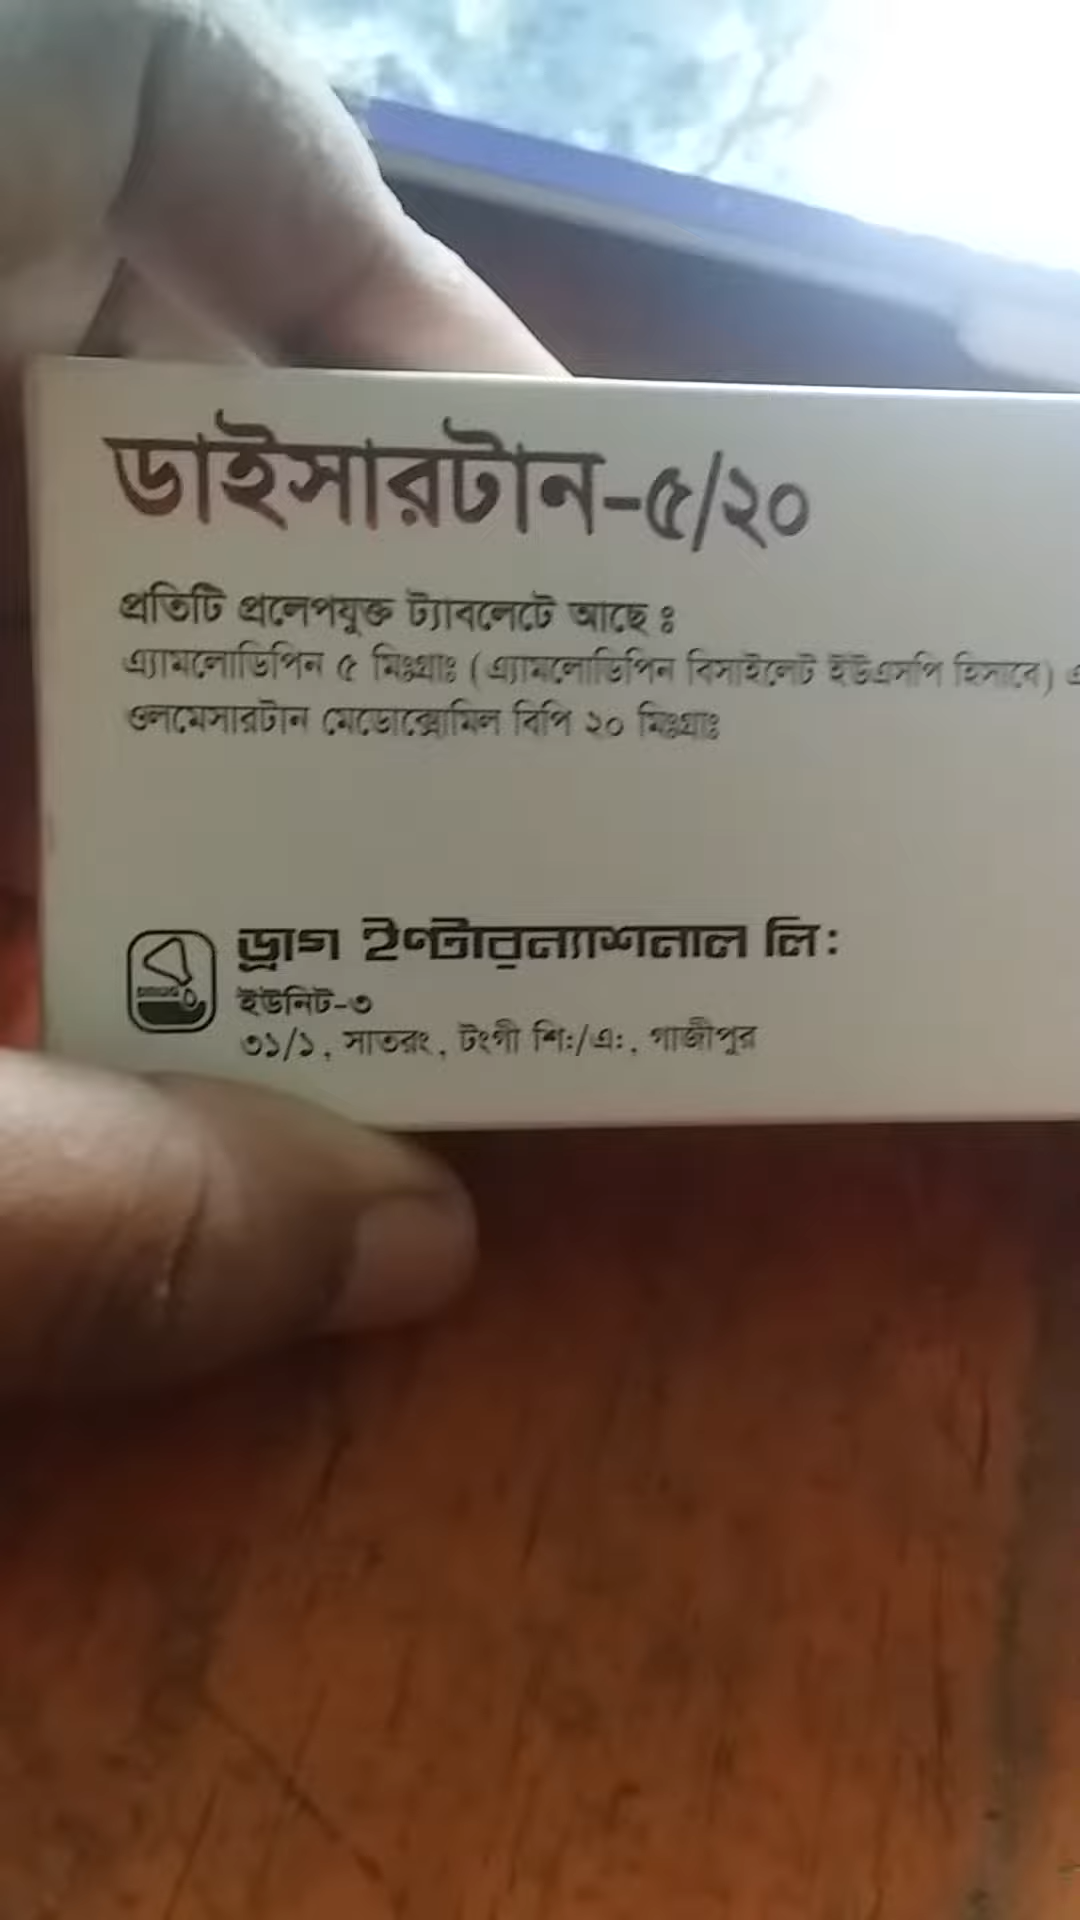 ডাইসারটান-৫/২০
প্রতিটি প্রলেপযুক্ত ট্যাবলেটে আছে ঃ
এ্যামলোডিপিন ৫ মিঃগ্রাঃ (এ্যামলোডিপিন বিসাইলেট ইউএসপি হিসাবে)
ওলমেসারটান মেডোক্সোমিল বিপি ২০ মিঃগ্রাঃ
ড্রাগ ইন্টারন্যাশনাল লি:
ইউনিট-৩
৩১/১, সাতরং, টংগী শি:/এ:, গাজীপুর